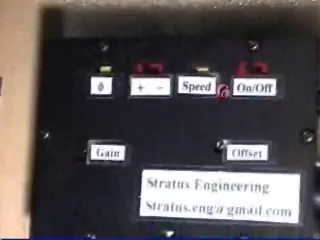 ϕ + − Speed On/Off
Gain Offset
Stratus Engineering
Stratus.eng@gmail.com